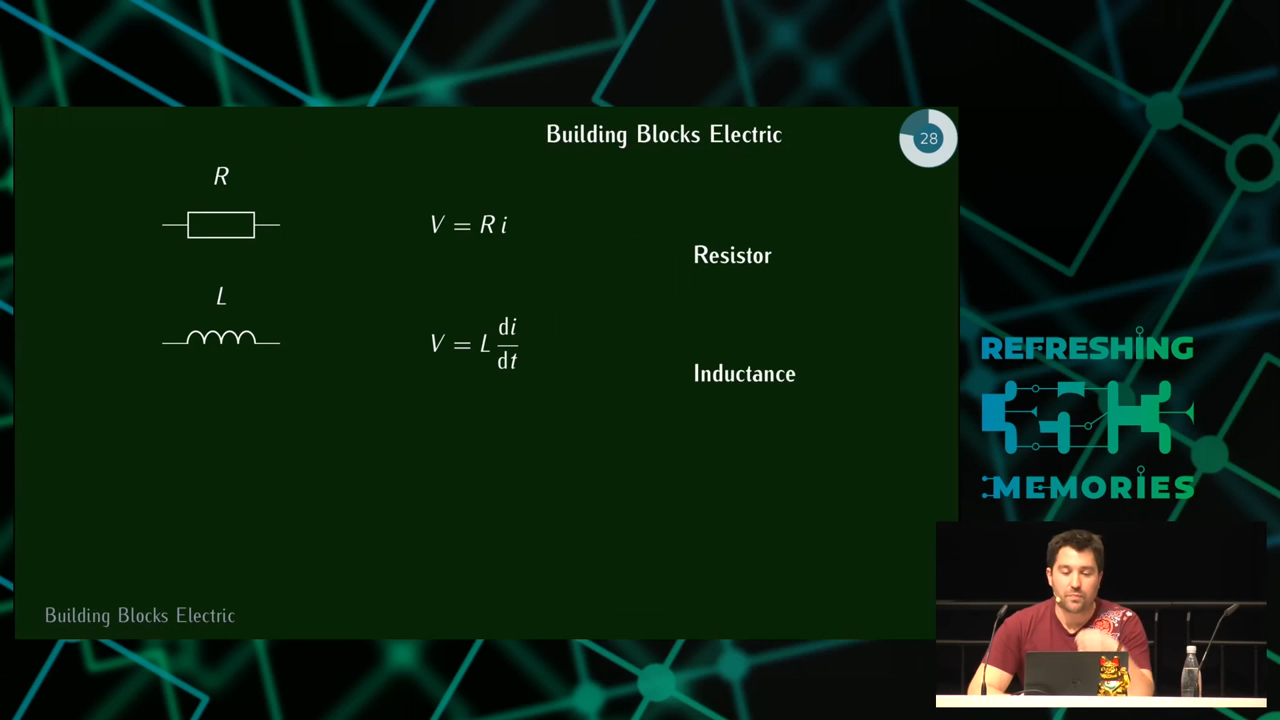 Building Blocks Electric
28
R
V = R i
Resistor
L
V = L di/dt
Inductance
Building Blocks Electric
REFRESHING
MEMORIES